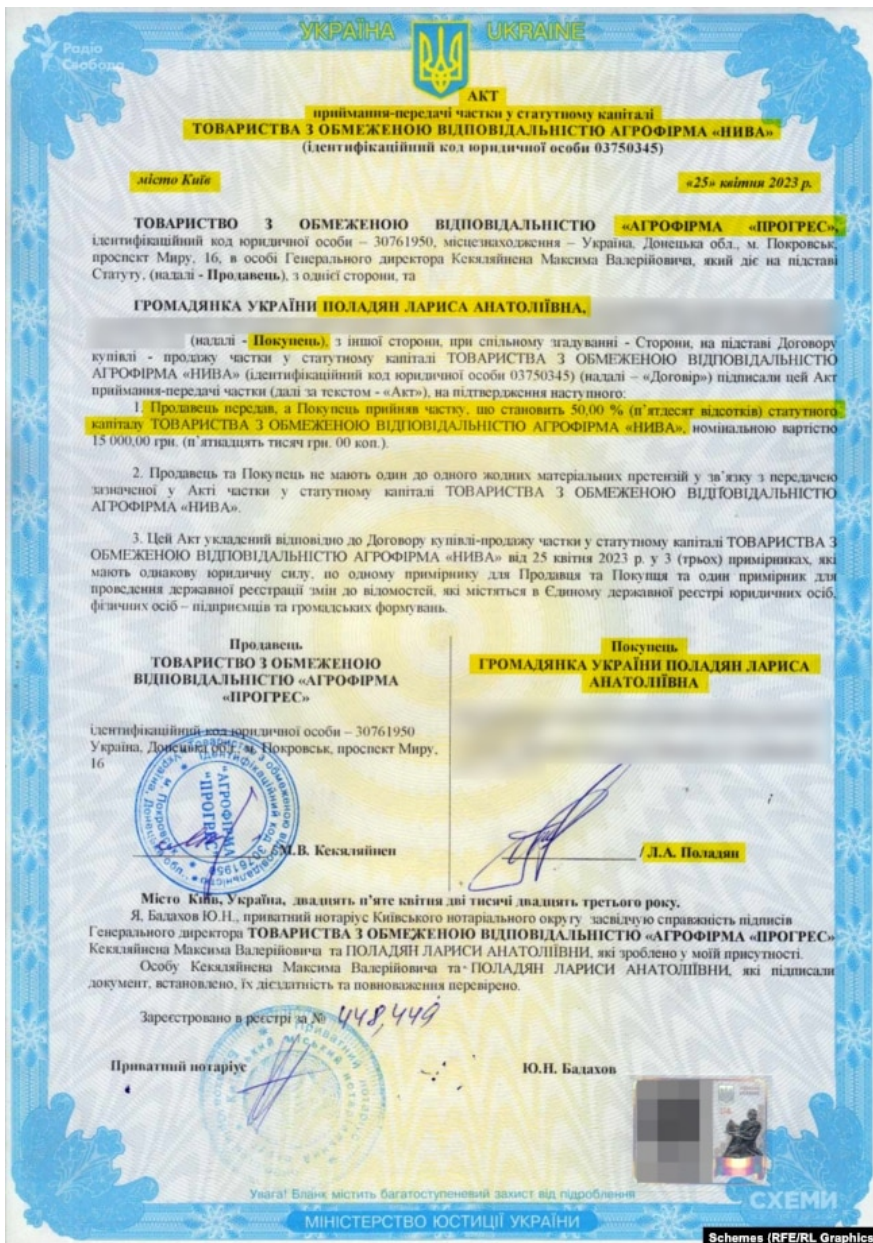 Радіо
Свобода
УКРАЇНА UKRAINE
АКТ
приймання-передачі частки у статутному капіталі
ТОВАРИСТВА З ОБМЕЖЕНОЮ ВІДПОВІДАЛЬНІСТЮ АГРОФІРМА «НИВА»
(ідентифікаційний код юридичної особи 03750345)
місто Київ «25» квітня 2023 р.
ТОВАРИСТВО З ОБМЕЖЕНОЮ ВІДПОВІДАЛЬНІСТЮ «АГРОФІРМА «ПРОГРЕС»,
ідентифікаційний код юридичної особи – 30761950, місцезнаходження – Україна, Донецька обл., м. Покровськ,
проспект Миру, 16, в особі Генерального директора Кекяляйнена Максима Валерійовича, який діє на підставі
Статуту, (надалі - Продавець), з однієї сторони, та
ГРОМАДЯНКА УКРАЇНИ ПОЛАДЯН ЛАРИСА АНАТОЛІЇВНА,
(надалі - Покупець), з іншої сторони, при спільному згадуванні - Сторони, на підставі Договору
купівлі - продажу частки у статутному капіталі ТОВАРИСТВА З ОБМЕЖЕНОЮ ВІДПОВІДАЛЬНІСТЮ
АГРОФІРМА «НИВА» (ідентифікаційний код юридичної особи 03750345) (надалі – «Договір») підписали цей Акт
приймання-передачі частки (далі за текстом - «Акт»), на підтвердження наступного:
1. Продавець передав, а Покупець прийняв частку, що становить 50,00 % (п’ятдесят відсотків) статутного
капіталу ТОВАРИСТВА З ОБМЕЖЕНОЮ ВІДПОВІДАЛЬНІСТЮ АГРОФІРМА «НИВА», номінальною вартістю
15 000,00 грн. (п’ятнадцять тисяч грн. 00 коп.).
2. Продавець та Покупець не мають один до одного жодних матеріальних претензій у зв’язку з передачею
зазначеної у Акті частки у статутному капіталі ТОВАРИСТВА З ОБМЕЖЕНОЮ ВІДПОВІДАЛЬНІСТЮ
АГРОФІРМА «НИВА».
3. Цей Акт укладений відповідно до Договору купівлі-продажу частки у статутному капіталі ТОВАРИСТВА З
ОБМЕЖЕНОЮ ВІДПОВІДАЛЬНІСТЮ АГРОФІРМА «НИВА» від 25 квітня 2023 р. у 3 (трьох) примірниках, які
мають однакову юридичну силу, по одному примірнику для Продавця та Покупця та один примірник для
проведення державної реєстрації змін до відомостей, які містяться в Єдиному державної реєстрі юридичних осіб,
фізичних осіб – підприємців та громадських формувань.
Продавець
ТОВАРИСТВО З ОБМЕЖЕНОЮ
ВІДПОВІДАЛЬНІСТЮ «АГРОФІРМА
«ПРОГРЕС»
ідентифікаційний код юридичної особи – 30761950
Україна, Донецька обл., м. Покровськ, проспект Миру,
16
"АГРОФІРМА
"ПРОГРЕС"
/М.В. Кекяляйнен
Покупець
ГРОМАДЯНКА УКРАЇНИ ПОЛАДЯН ЛАРИСА
АНАТОЛІЇВНА
/ Л.А. Поладян
Місто Київ, Україна, двадцять п’яте квітня дві тисячі двадцять третього року.
Я, Бадахов Ю.Н., приватний нотаріус Київського нотаріального округу засвідчую справжність підписів
Генерального директора ТОВАРИСТВА З ОБМЕЖЕНОЮ ВІДПОВІДАЛЬНІСТЮ «АГРОФІРМА «ПРОГРЕС»
Кекяляйнена Максима Валерійовича та ПОЛАДЯН ЛАРИСИ АНАТОЛІЇВНИ, які зроблено у моїй присутності.
Особу Кекяляйнена Максима Валерійовича та ПОЛАДЯН ЛАРИСИ АНАТОЛІЇВНИ, які підписали
документ, встановлено, їх дієздатність та повноваження перевірено.
Зареєстровано в реєстрі за № 448,449
Приватний нотаріус Ю.Н. Бадахов
Увага! Бланк містить багатоступеневий захист від підроблення
МІНІСТЕРСТВО ЮСТИЦІЇ УКРАЇНИ
СХЕМИ
Schemes (RFE/RL Graphics)